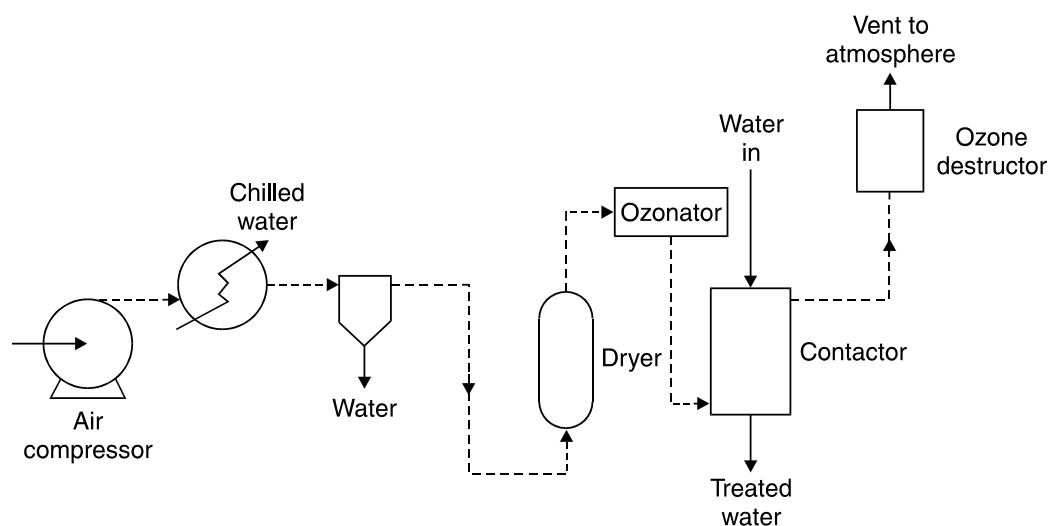 Vent to
atmosphere
Water
in
Ozone
destructor
Chilled
water
Ozonator
Dryer
Contactor
Water
Air
compressor
Treated
water